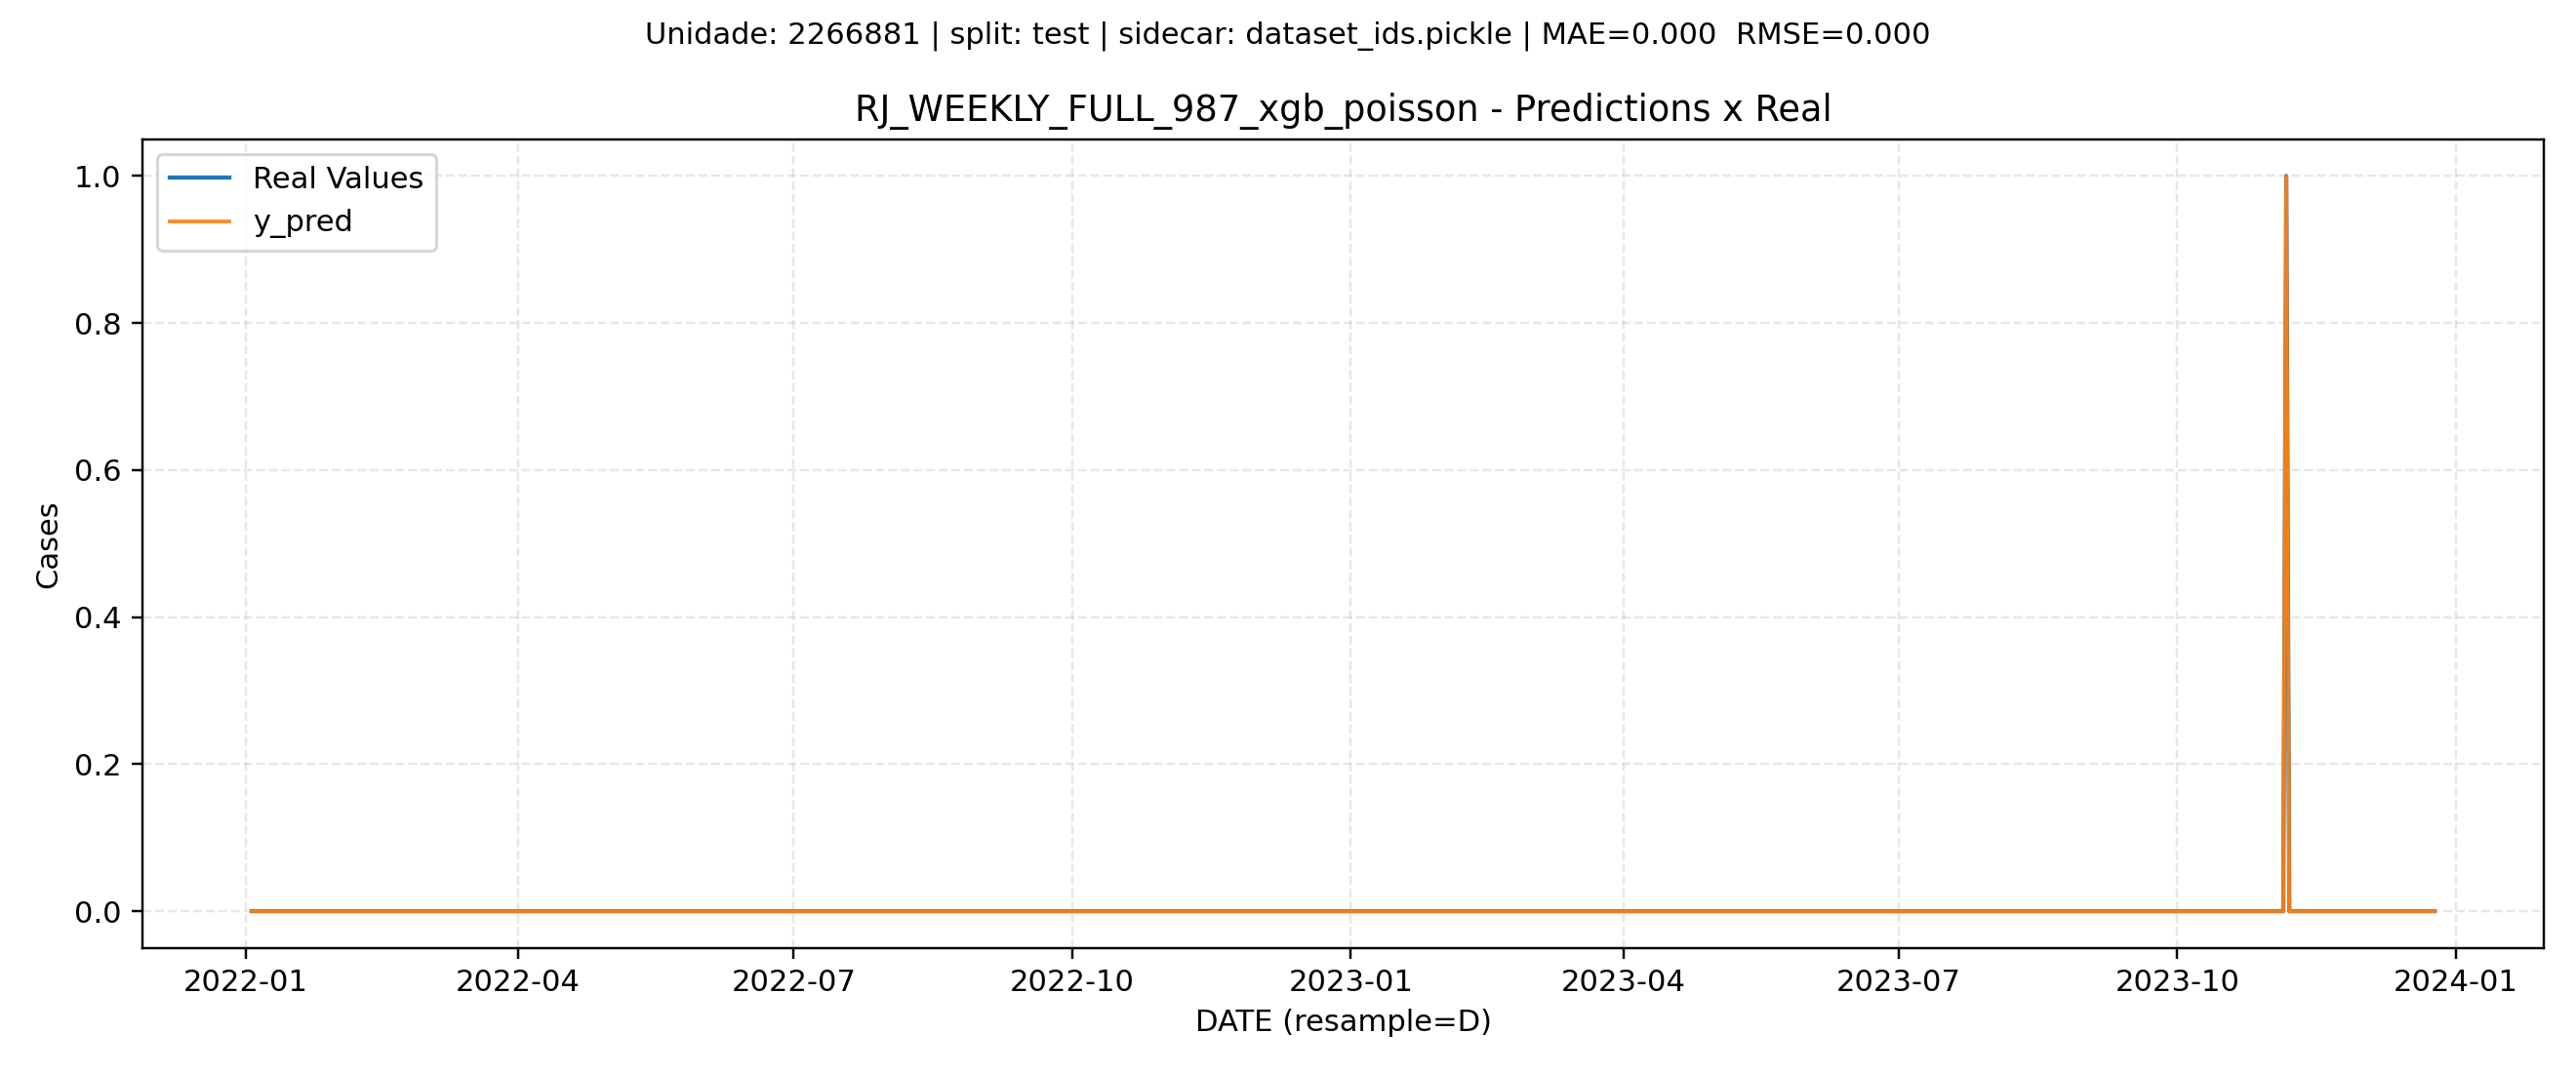 Unidade: 2266881 | split: test | sidecar: dataset_ids.pickle | MAE=0.000  RMSE=0.000
RJ_WEEKLY_FULL_987_xgb_poisson - Predictions x Real
Real Values
y_pred
1.0
0.8
0.6
0.4
0.2
0.0
Cases
2022-01 2022-04 2022-07 2022-10 2023-01 2023-04 2023-07 2023-10 2024-01
DATE (resample=D)